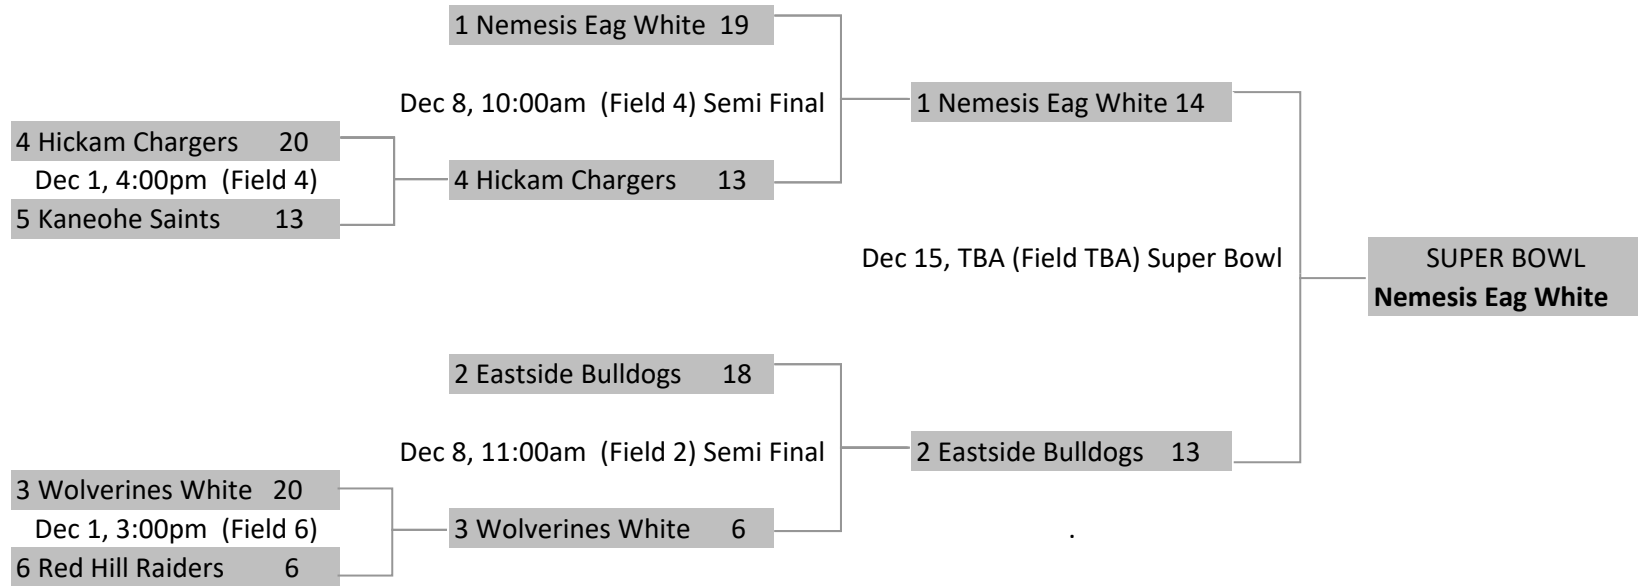 1 Nemesis Eag White 19
Dec 8, 10:00am (Field 4) Semi Final
1 Nemesis Eag White 14
4 Hickam Chargers 20
Dec 1, 4:00pm (Field 4)
4 Hickam Chargers 13
5 Kaneohe Saints 13
Dec 15, TBA (Field TBA) Super Bowl
SUPER BOWL
Nemesis Eag White
2 Eastside Bulldogs 18
Dec 8, 11:00am (Field 2) Semi Final
2 Eastside Bulldogs 13
3 Wolverines White 20
Dec 1, 3:00pm (Field 6)
3 Wolverines White 6
.
6 Red Hill Raiders 6